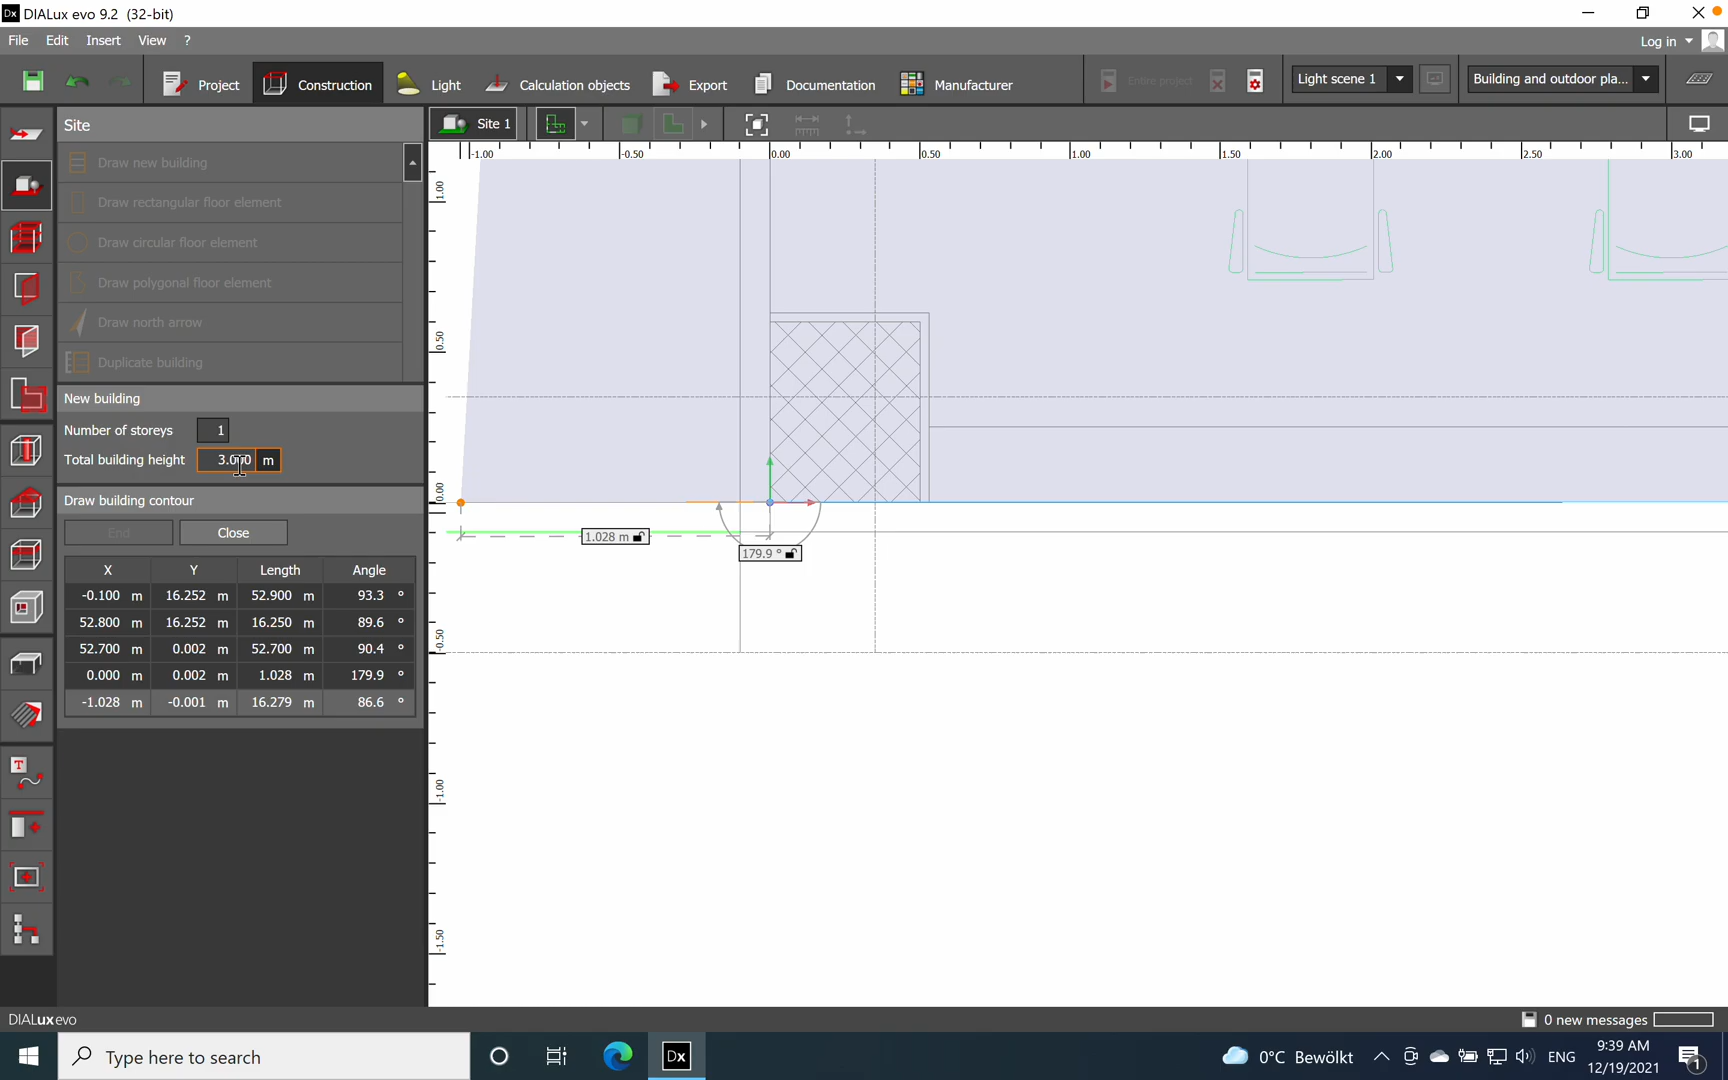 DIALux evo 9.2 (32-bit)
File Edit Insert View ?
Log in
Project Construction Light Calculation objects Export Documentation Manufacturer
Entire project
Light scene 1
Building and outdoor pla...
Site
Site 1
Draw new building
Draw rectangular floor element
Draw circular floor element
Draw polygonal floor element
Draw north arrow
Duplicate building
New building
Number of storeys 1
Total building height 3.000 m
Draw building contour
End Close
X Y Length Angle
-0.100 m 16.252 m 52.900 m 93.3 °
52.800 m 16.252 m 16.250 m 89.6 °
52.700 m 0.002 m 52.700 m 90.4 °
0.000 m 0.002 m 1.028 m 179.9 °
-1.028 m -0.001 m 16.279 m 86.6 °
-1.00 -0.50 0.00 0.50 1.00 1.50 2.00 2.50 3.00
1.00
0.50
0.00
-0.50
-1.00
-1.50
1.028 m
179.9 °
DIALux evo
0 new messages
Type here to search
Dx
0°C Bewölkt
ENG
9:39 AM
12/19/2021
1